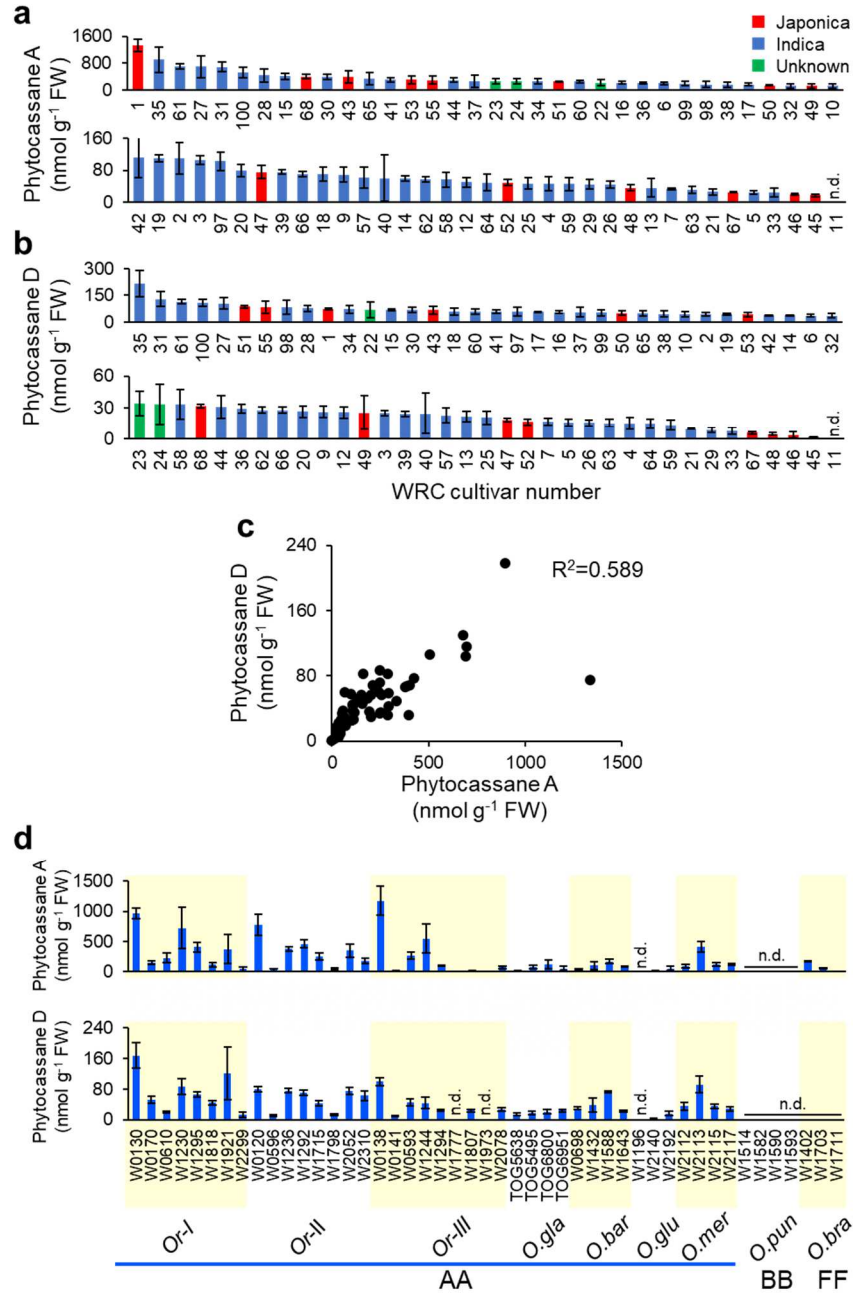 a
Japonica
Indica
Unknown
Phytocassane A
(nmol g⁻¹ FW)
1600
800
0
1 35 61 27 31 100 28 15 68 30 43 65 41 53 55 44 37 23 24 34 51 60 22 16 36 6 99 98 38 17 50 32 49 10
160
80
0
n.d.
42 19 2 3 97 20 47 39 66 18 9 57 40 14 62 58 12 64 52 25 4 59 29 26 48 13 7 63 21 67 5 33 46 45 11
b
Phytocassane D
(nmol g⁻¹ FW)
300
150
0
35 31 61 100 27 51 55 98 28 1 34 22 15 30 43 18 60 41 97 17 16 37 99 50 65 38 10 2 19 53 42 14 6 32
60
30
0
n.d.
23 24 58 68 44 36 62 66 20 9 12 49 3 39 40 57 13 25 47 52 7 5 26 63 4 64 59 21 29 33 67 48 46 45 11
WRC cultivar number
c
Phytocassane D
(nmol g⁻¹ FW)
240
160
80
0
R²=0.589
0 500 1000 1500
Phytocassane A
(nmol g⁻¹ FW)
d
Phytocassane A
(nmol g⁻¹ FW)
1500
1000
500
0
n.d. n.d.
Phytocassane D
(nmol g⁻¹ FW)
240
160
80
0
n.d. n.d. n.d. n.d.
W0130 W0170 W0610 W1230 W1295 W1818 W1921 W2299 W0120 W0596 W1236 W1292 W1715 W1798 W2052 W2310 W0138 W0141 W0593 W1244 W1294 W1777 W1807 W1973 W2078 TOG5638 TOG5495 TOG6800 TOG6951 W0698 W1432 W1588 W1643 W1196 W2140 W2192 W2112 W2113 W2115 W2117 W1514 W1582 W1590 W1593 W1402 W1703 W1711
Or-I Or-II Or-III O.gla O.bar O.glu O.mer O.pun O.bra
AA BB FF